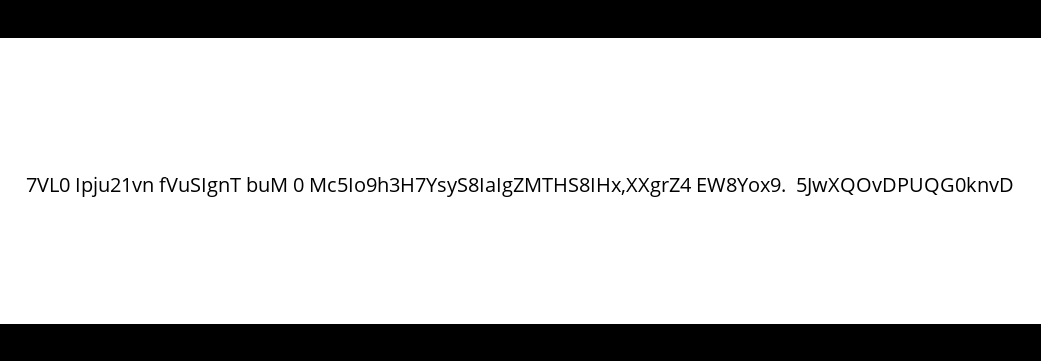 7VL0 Ipju21vn fVuSIgnT buM 0 Mc5Io9h3H7YsyS8IaIgZMTHS8IHx,XXgrZ4 EW8Yox9.  5JwXQOvDPUQG0knvD